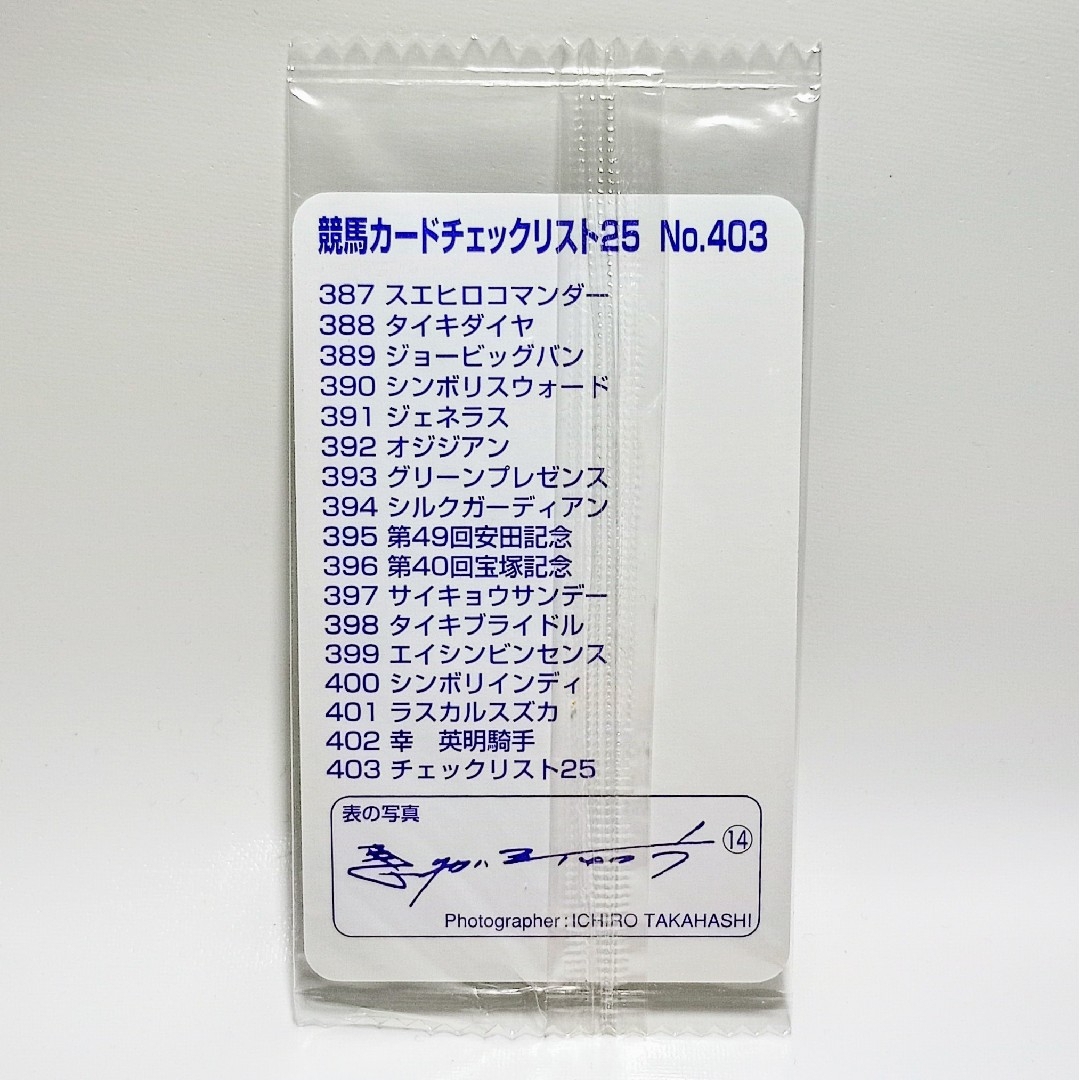 競馬カードチェックリスト25 No.403
387 スエヒロコマンダー
388 タイキダイヤ
389 ジョービッグバン
390 シンボリスウォード
391 ジェネラス
392 オジジアン
393 グリーンプレゼンス
394 シルクガーディアン
395 第49回安田記念
396 第40回宝塚記念
397 サイキョウサンデー
398 タイキブライドル
399 エイシンビンセンス
400 シンボリインディ
401 ラスカルスズカ
402 幸 英明騎手
403 チェックリスト25
表の写真
⑭
Photographer:ICHIRO TAKAHASHI